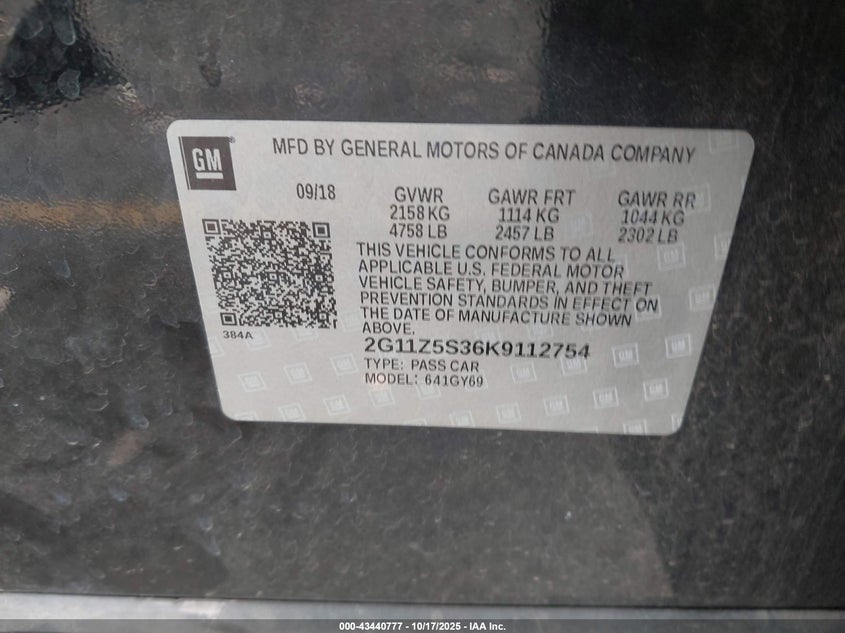 GM
MFD BY GENERAL MOTORS OF CANADA COMPANY
09/18 GVWR GAWR FRT GAWR RR
2158 KG 1114 KG 1044 KG
4758 LB 2457 LB 2302 LB
THIS VEHICLE CONFORMS TO ALL
APPLICABLE U.S. FEDERAL MOTOR
VEHICLE SAFETY, BUMPER, AND THEFT
PREVENTION STANDARDS IN EFFECT ON
THE DATE OF MANUFACTURE SHOWN
ABOVE.
384A
2G11Z5S36K9112754
TYPE: PASS CAR
MODEL: 641GY69
000-43440777 - 10/17/2025 - IAA Inc.